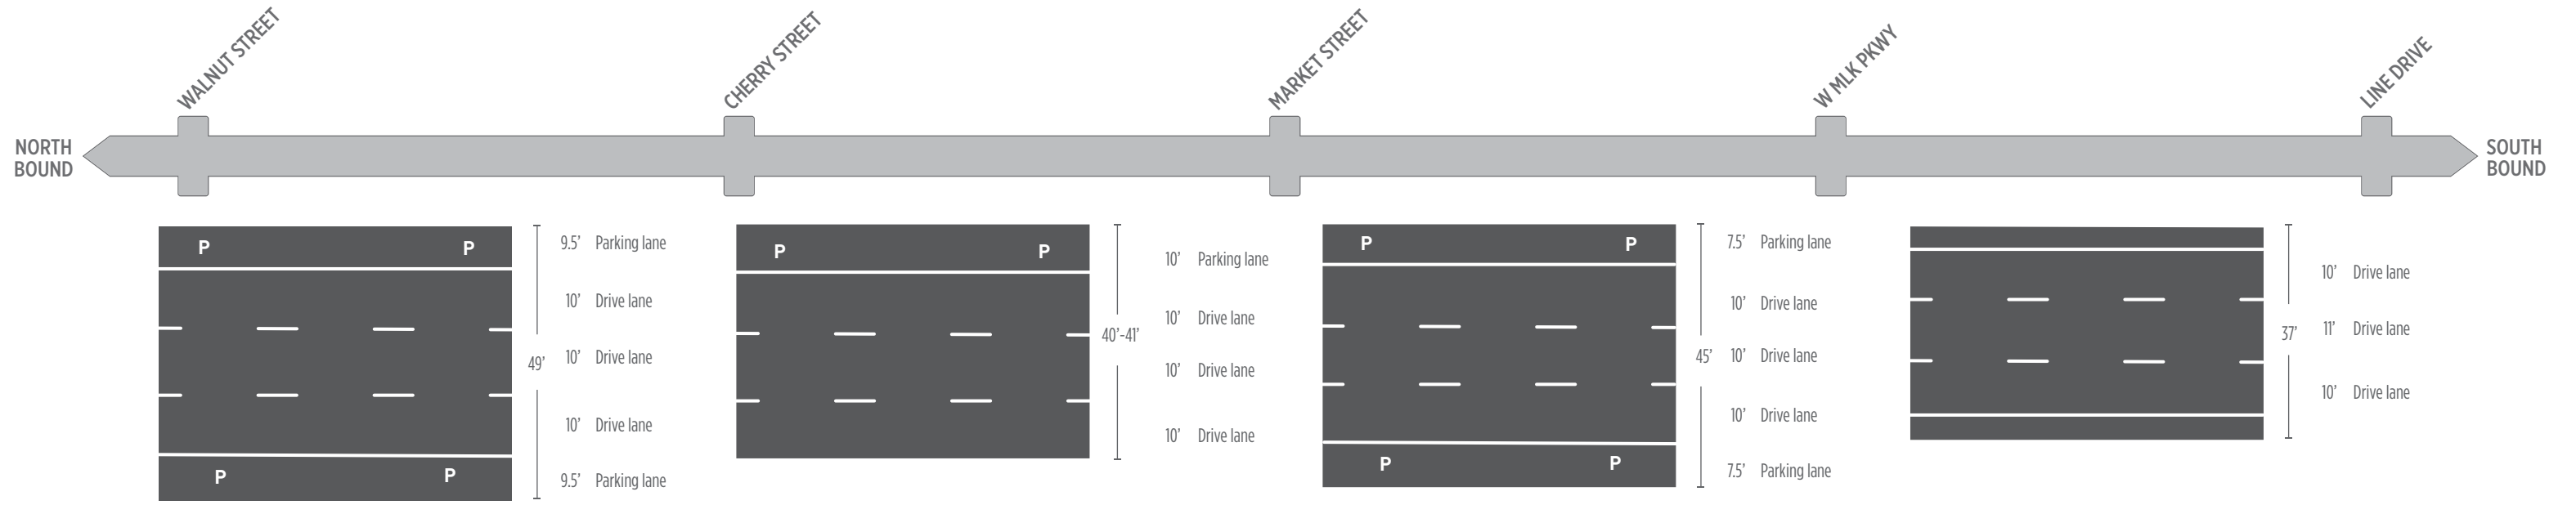 WALNUT STREET
CHERRY STREET
MARKET STREET
W MLK PKWY
LINE DRIVE
NORTH
BOUND
SOUTH
BOUND
P P
P P
49'
9.5' Parking lane
10' Drive lane
10' Drive lane
10' Drive lane
9.5' Parking lane
P P
40'-41'
10' Parking lane
10' Drive lane
10' Drive lane
10' Drive lane
P P
P P
45'
7.5' Parking lane
10' Drive lane
10' Drive lane
10' Drive lane
7.5' Parking lane
37'
10' Drive lane
11' Drive lane
10' Drive lane